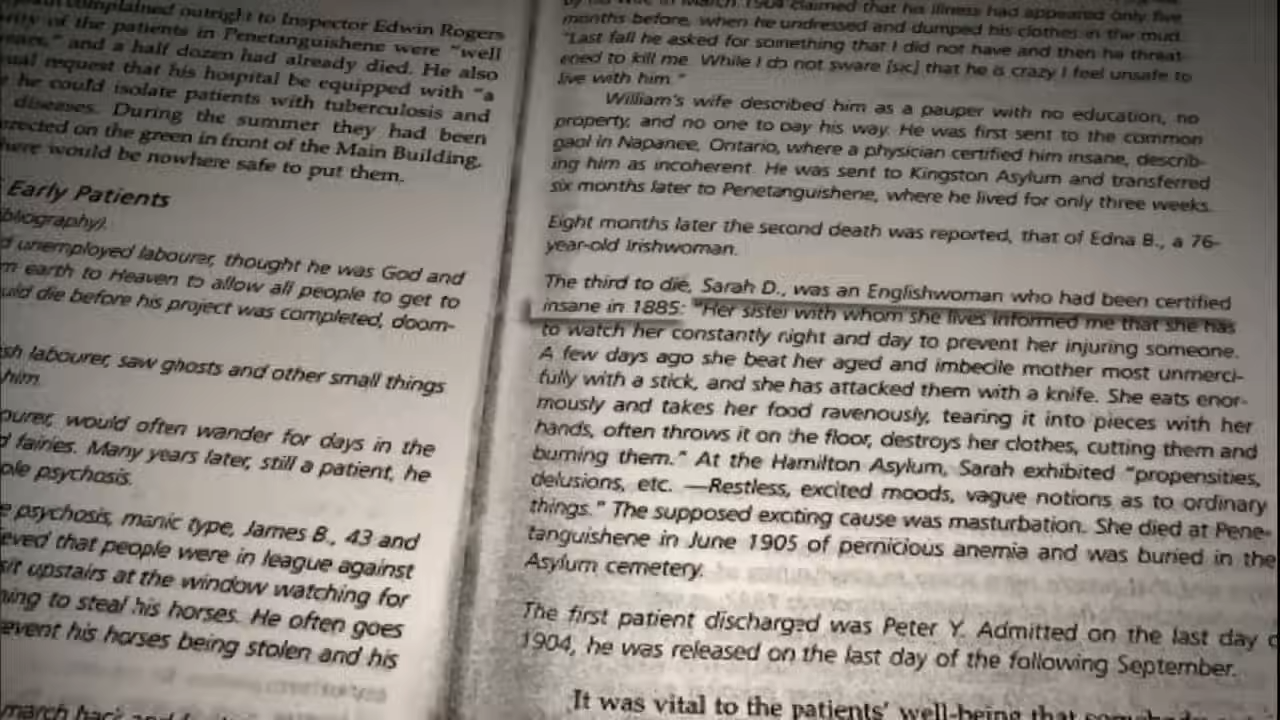 complained outright to Inspector Edwin Rogers
of the patients in Penetanguishene were "well
years," and a half dozen had already died. He also
request that his hospital be equipped with "a
he could isolate patients with tuberculosis and
diseases. During the summer they had been
erected on the green in front of the Main Building,
there would be nowhere safe to put them.
Early Patients
bibliography).
unemployed labourer, thought he was God and
earth to Heaven to allow all people to get to
die before his project was completed, doom-
labourer, saw ghosts and other small things
him.
would often wander for days in the
fairies. Many years later, still a patient, he
psychosis.
psychosis, manic type, James B., 43 and
that people were in league against
sit upstairs at the window watching for
to steal his horses. He often goes
his horses being stolen and his
march back and
by his wife in March 1904 claimed that his illness had appeared only five
months before, when he undressed and dumped his clothes in the mud.
"Last fall he asked for something that I did not have and then he threat-
ened to kill me. While I do not sware [sic] that he is crazy I feel unsafe to
live with him."
William's wife described him as a pauper with no education, no
property, and no one to pay his way. He was first sent to the common
gaol in Napanee, Ontario, where a physician certified him insane, describ-
ing him as incoherent. He was sent to Kingston Asylum and transferred
six months later to Penetanguishene, where he lived for only three weeks.
Eight months later the second death was reported, that of Edna B., a 76-
year-old Irishwoman.
The third to die, Sarah D., was an Englishwoman who had been certified
insane in 1885: "Her sister with whom she lives informed me that she has
to watch her constantly night and day to prevent her injuring someone.
A few days ago she beat her aged and imbecile mother most unmerci-
fully with a stick, and she has attacked them with a knife. She eats enor-
mously and takes her food ravenously, tearing it into pieces with her
hands, often throws it on the floor, destroys her clothes, cutting them and
burning them." At the Hamilton Asylum, Sarah exhibited "propensities,
delusions, etc. —Restless, excited moods, vague notions as to ordinary
things." The supposed exciting cause was masturbation. She died at Pene-
tanguishene in June 1905 of pernicious anemia and was buried in the
Asylum cemetery.
The first patient discharged was Peter Y. Admitted on the last day
1904, he was released on the last day of the following September.
It was vital to the patients' well-being that